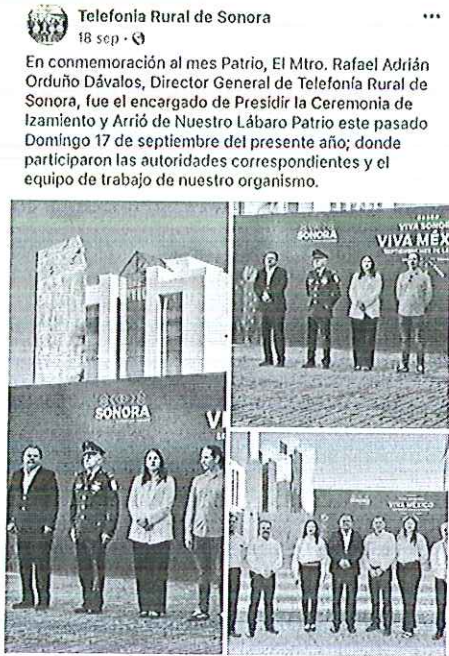 Telefonía Rural de Sonora
18 sep ·
En conmemoración al mes Patrio, El Mtro. Rafael Adrián
Orduño Dávalos, Director General de Telefonía Rural de
Sonora, fue el encargado de Presidir la Ceremonia de
Izamiento y Arrió de Nuestro Lábaro Patrio este pasado
Domingo 17 de septiembre del presente año; donde
participaron las autoridades correspondientes y el
equipo de trabajo de nuestro organismo.
SONORA
VIVA SONO
VIVA MÉX
SONORA
V
VIVA MÉXICO